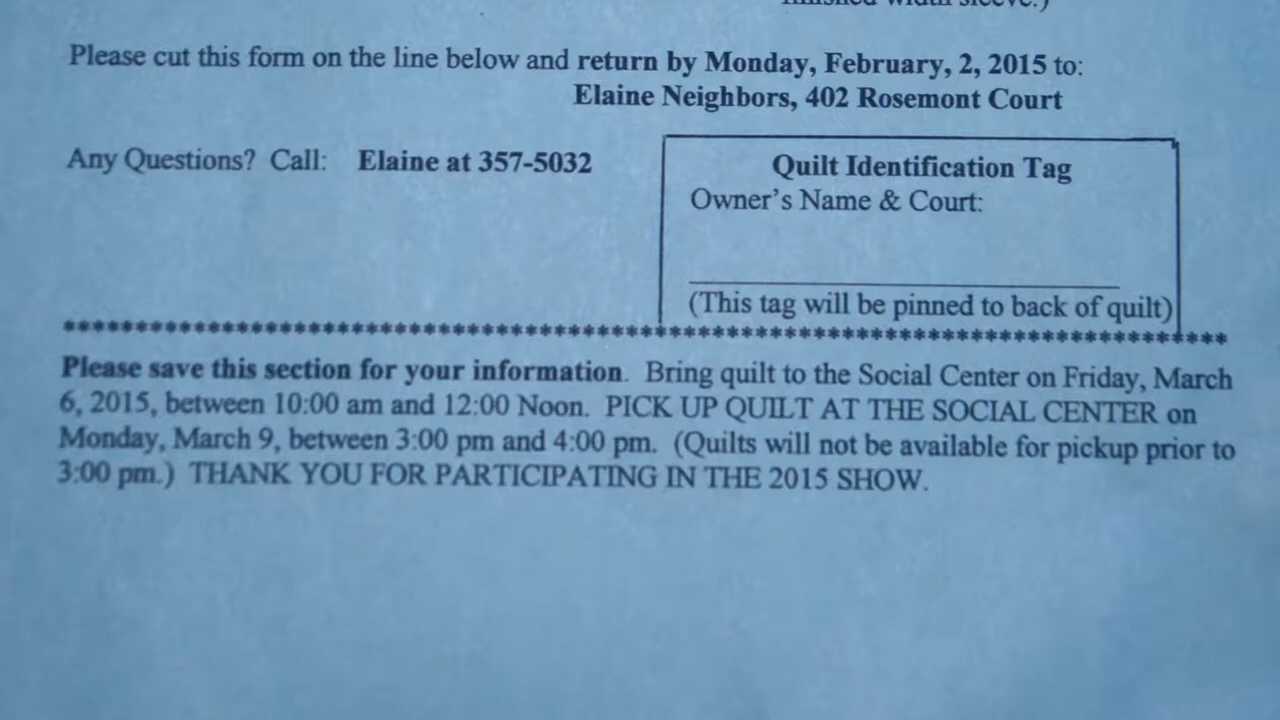 finished width sleeve.)
Please cut this form on the line below and return by Monday, February, 2, 2015 to:
Elaine Neighbors, 402 Rosemont Court
Any Questions? Call: Elaine at 357-5032
Quilt Identification Tag
Owner's Name & Court:
(This tag will be pinned to back of quilt)
Please save this section for your information. Bring quilt to the Social Center on Friday, March
6, 2015, between 10:00 am and 12:00 Noon. PICK UP QUILT AT THE SOCIAL CENTER on
Monday, March 9, between 3:00 pm and 4:00 pm. (Quilts will not be available for pickup prior to
3:00 pm.) THANK YOU FOR PARTICIPATING IN THE 2015 SHOW.